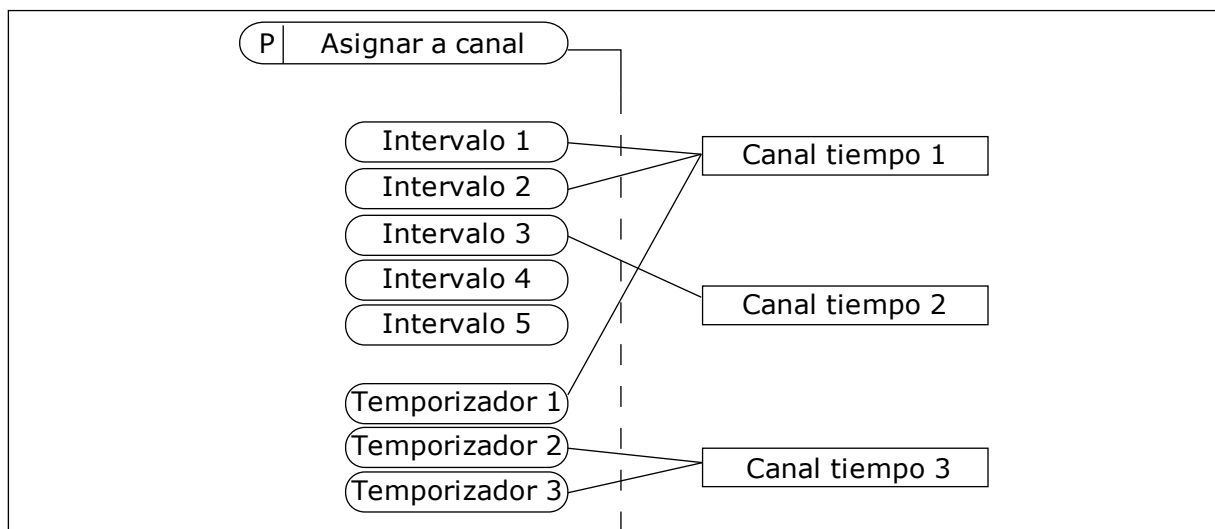 P Asignar a canal
Intervalo 1
Canal tiempo 1
Intervalo 2
Intervalo 3
Intervalo 4
Canal tiempo 2
Intervalo 5
Temporizador 1
Temporizador 2
Canal tiempo 3
Temporizador 3